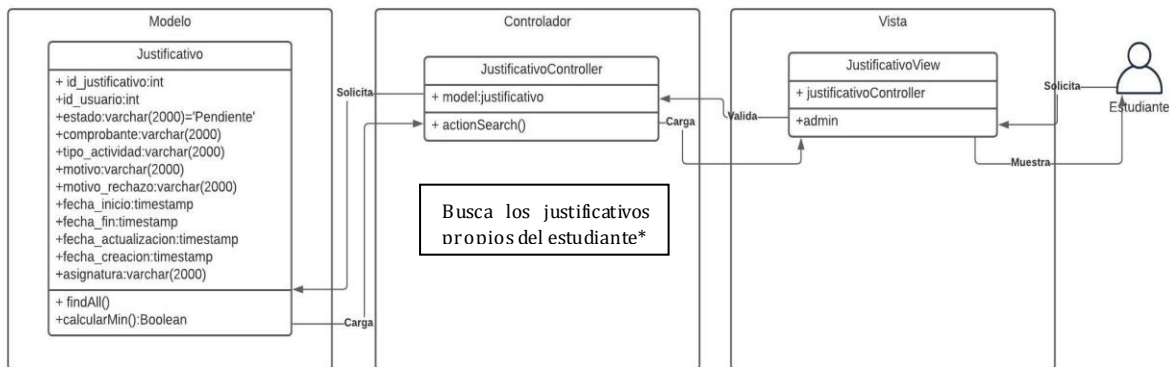 Modelo
Justificativo
+ id_justificativo:int
+id_usuario:int
+estado:varchar(2000)='Pendiente'
+comprobante:varchar(2000)
+tipo_actividad:varchar(2000)
+motivo:varchar(2000)
+motivo_rechazo:varchar(2000)
+fecha_inicio:timestamp
+fecha_fin:timestamp
+fecha_actualizacion:timestamp
+fecha_creacion:timestamp
+asignatura:varchar(2000)
+ findAll()
+calcularMin():Boolean
Solicita
Carga
Controlador
JustificativoController
+ model:justificativo
+ actionSearch()
Busca los justificativos
propios del estudiante*
Valida
Carga
Vista
JustificativoView
+ justificativoController
+admin
Solicita
Muestra
Estudiante